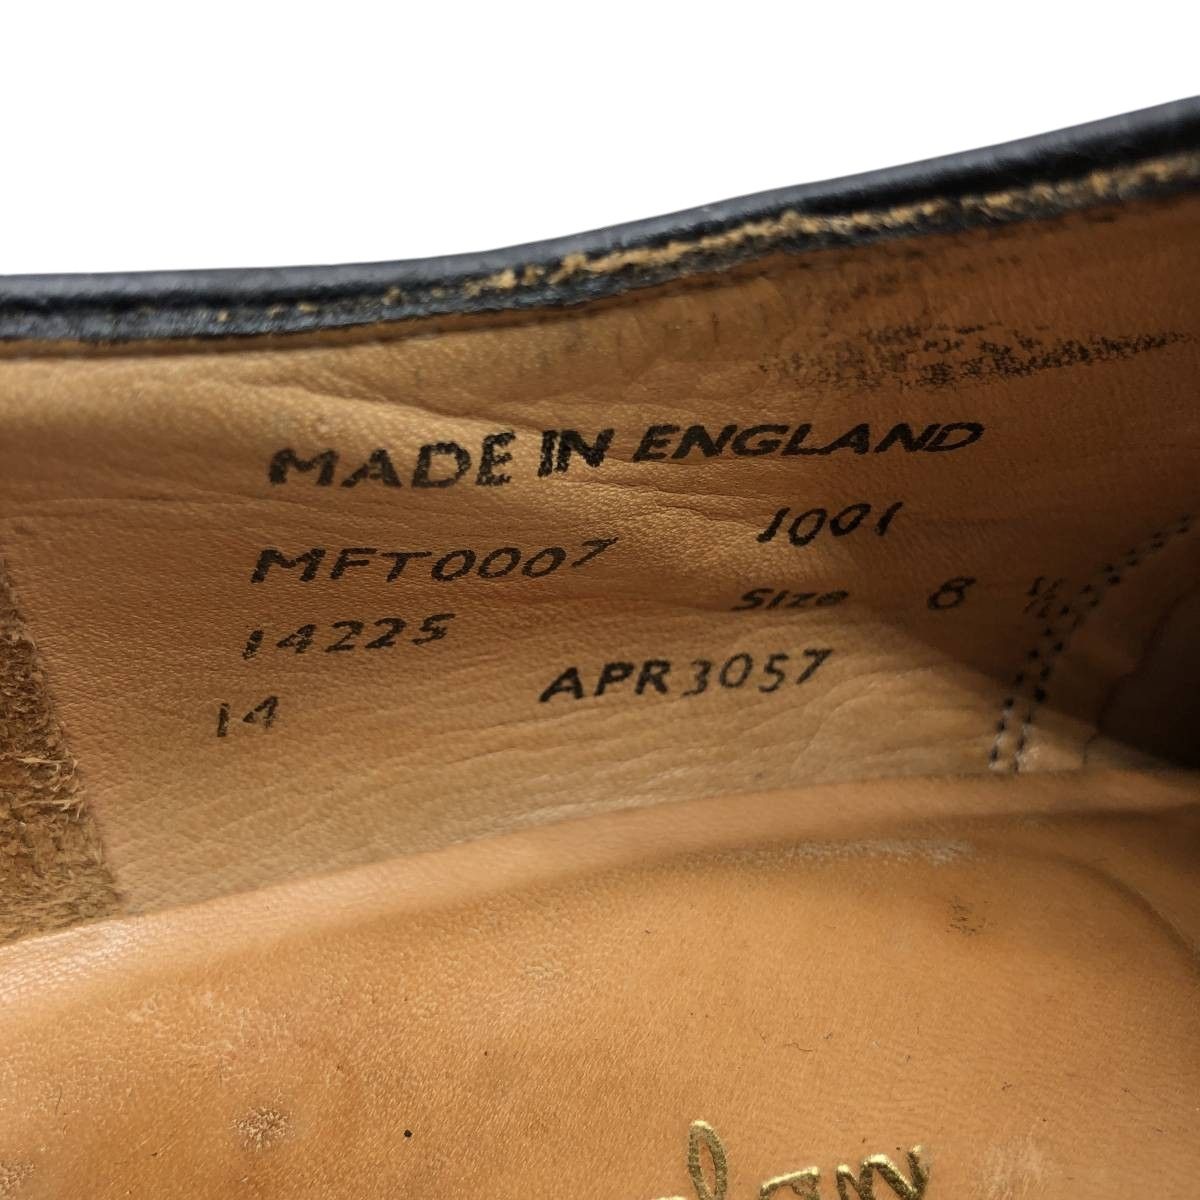 MADE IN ENGLAND
MFT0007 1001
14225 Size 8 ½
14 APR3057